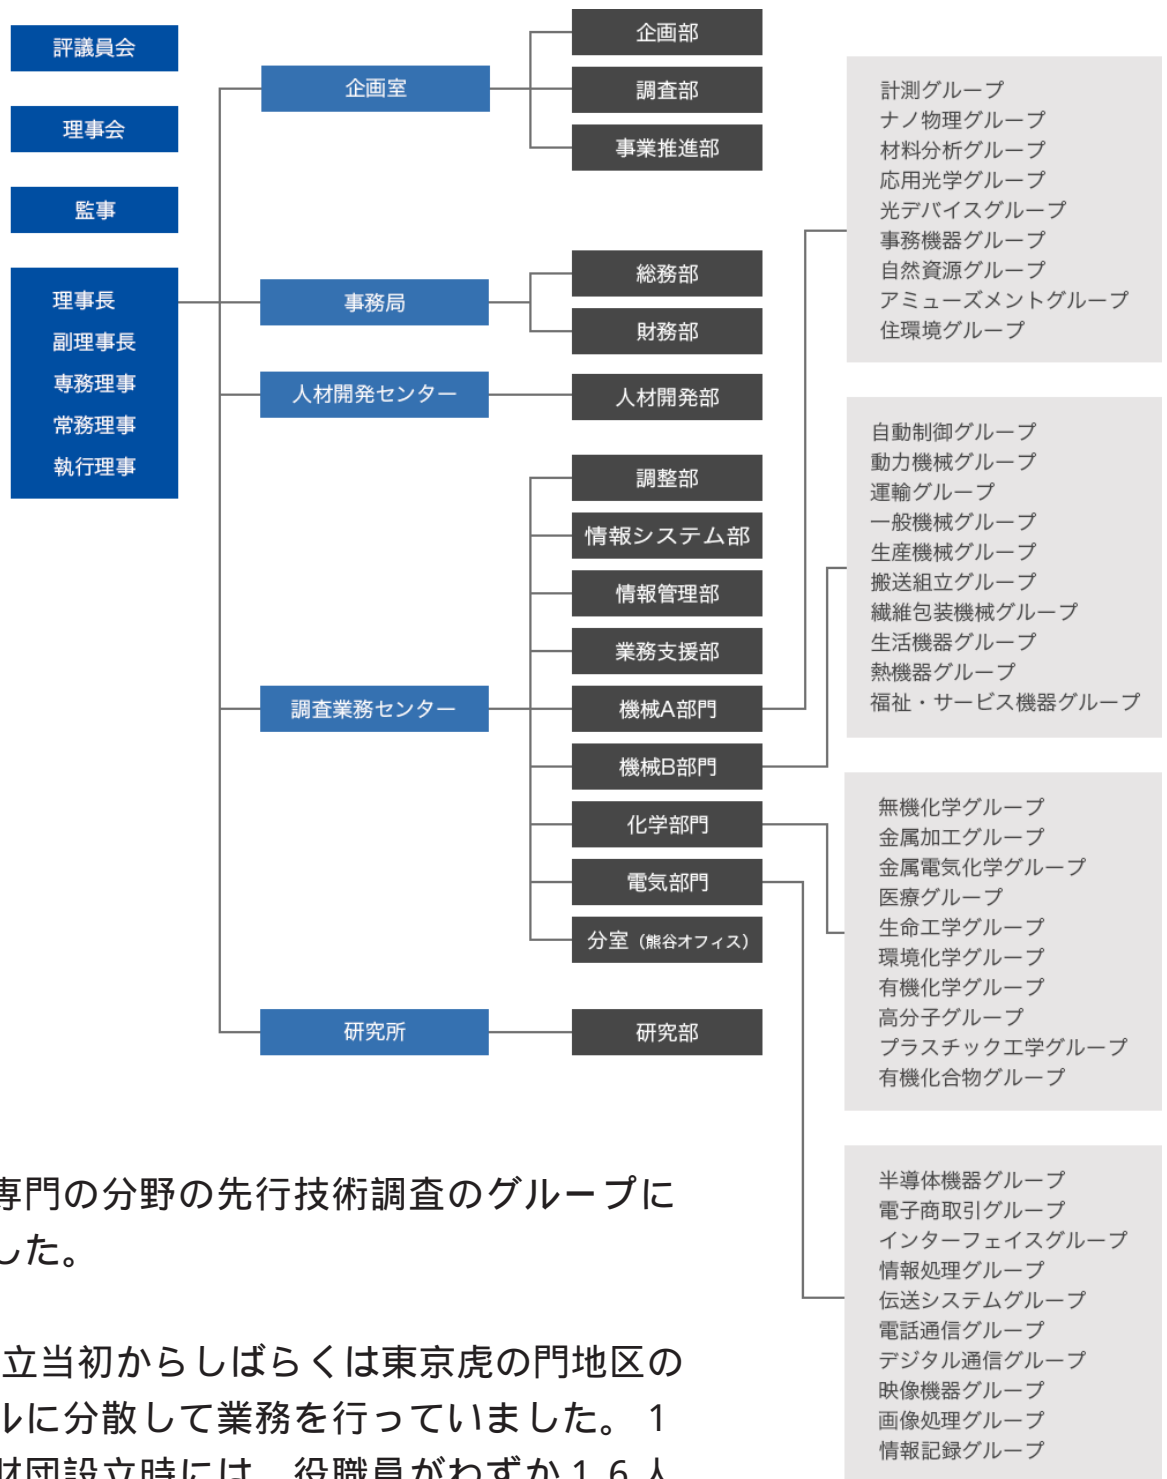 評議員会
理事会
監事
理事長
副理事長
専務理事
常務理事
執行理事
企画室
企画部
調査部
事業推進部
事務局
総務部
財務部
人材開発センター
人材開発部
調査業務センター
調整部
情報システム部
情報管理部
業務支援部
機械A部門
機械B部門
化学部門
電気部門
分室（熊谷オフィス）
研究所
研究部
計測グループ
ナノ物理グループ
材料分析グループ
応用光学グループ
光デバイスグループ
事務機器グループ
自然資源グループ
アミューズメントグループ
住環境グループ
自動制御グループ
動力機械グループ
運輸グループ
一般機械グループ
生産機械グループ
搬送組立グループ
繊維包装機械グループ
生活機器グループ
熱機器グループ
福祉・サービス機器グループ
無機化学グループ
金属加工グループ
金属電気化学グループ
医療グループ
生命工学グループ
環境化学グループ
有機化学グループ
高分子グループ
プラスチック工学グループ
有機化合物グループ
半導体機器グループ
電子商取引グループ
インターフェイスグループ
情報処理グループ
伝送システムグループ
電話通信グループ
デジタル通信グループ
映像機器グループ
画像処理グループ
情報記録グループ
専門の分野の先行技術調査のグループに
した。
立当初からしばらくは東京虎の門地区の
ルに分散して業務を行っていました。1
財団設立時には、役職員がわずか16人